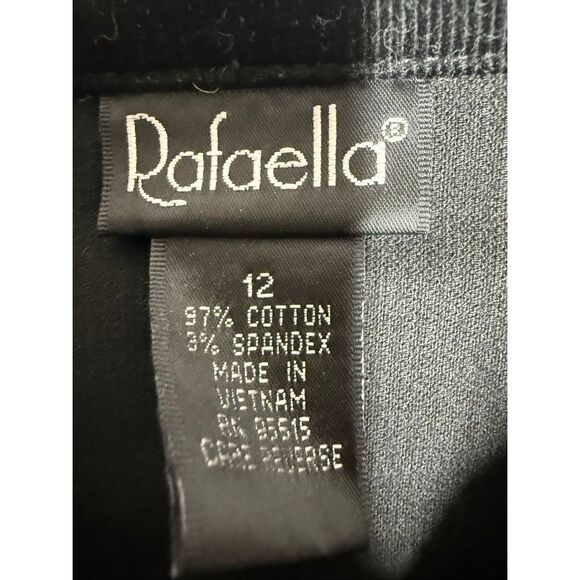 Rafaella®
12
97% COTTON
3% SPANDEX
MADE IN
VIETNAM
RN 85515
CARE REVERSE